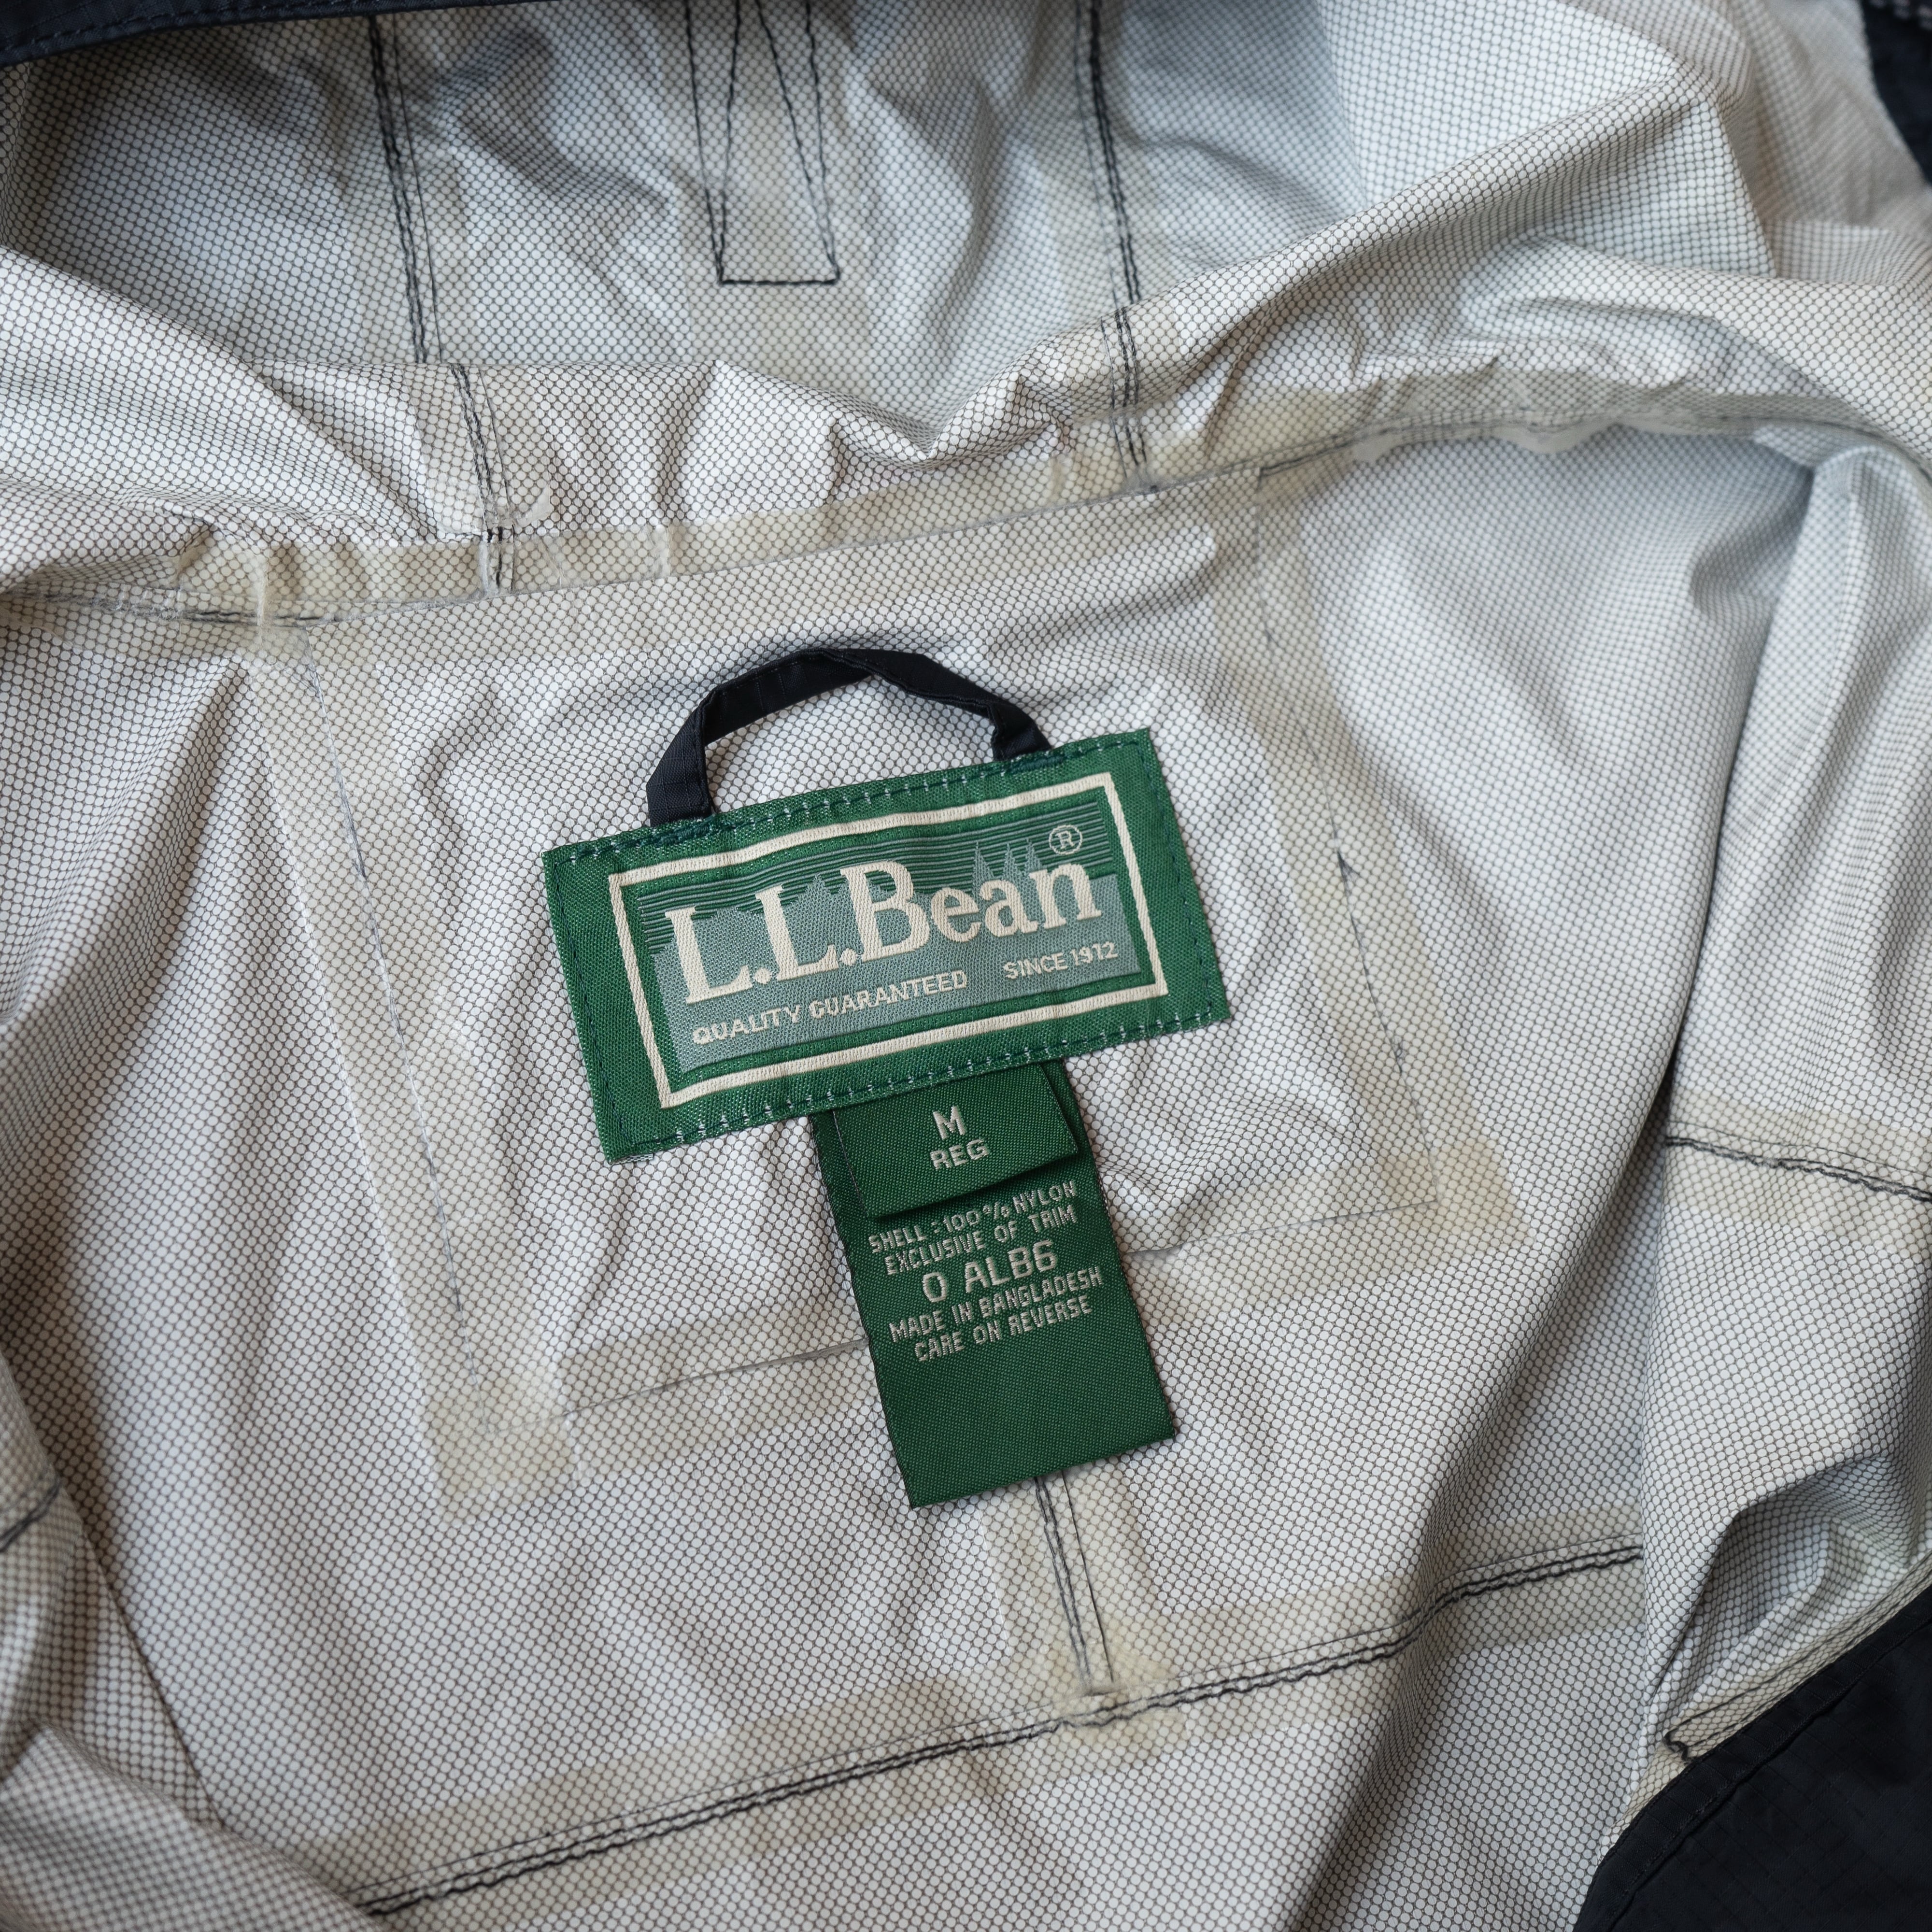 L.L.Bean®
QUALITY GUARANTEED SINCE 1912
M
REG
SHELL : 100% NYLON
EXCLUSIVE OF TRIM
0 ALB6
MADE IN BANGLADESH
CARE ON REVERSE